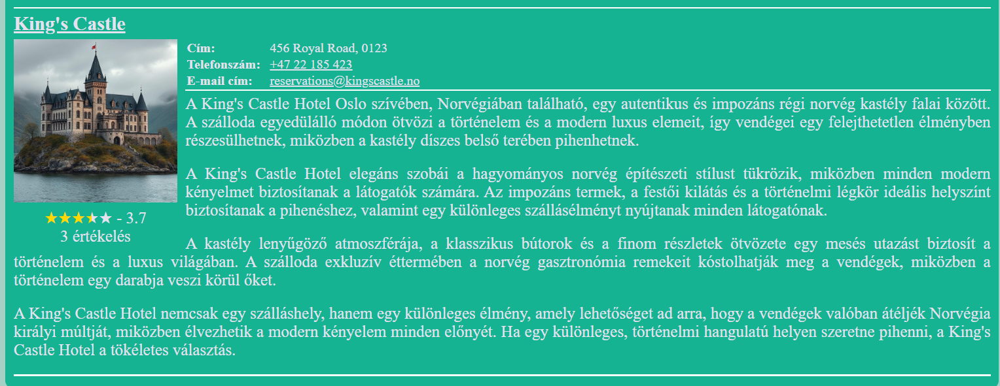 King's Castle
Cím: 456 Royal Road, 0123
Telefonszám: +47 22 185 423
E-mail cím: reservations@kingscastle.no
A King's Castle Hotel Oslo szívében, Norvégiában található, egy autentikus és impozáns régi norvég kastély falai között.
A szálloda egyedülálló módon ötvözi a történelem és a modern luxus elemeit, így vendégei egy felejthetetlen élményben
részesülhetnek, miközben a kastély díszes belső terében pihenhetnek.
A King's Castle Hotel elegáns szobái a hagyományos norvég építészeti stílust tükrözik, miközben minden modern
kényelmet biztosítanak a látogatók számára. Az impozáns termek, a festői kilátás és a történelmi légkör ideális helyszínt
biztosítanak a pihenéshez, valamint egy különleges szállásélményt nyújtanak minden látogatónak.
★★★★★ - 3.7
3 értékelés
A kastély lenyűgöző atmoszférája, a klasszikus bútorok és a finom részletek ötvözete egy mesés utazást biztosít a
történelem és a luxus világában. A szálloda exkluzív éttermében a norvég gasztronómia remekeit kóstolhatják meg a vendégek, miközben a
történelem egy darabja veszi körül őket.
A King's Castle Hotel nemcsak egy szálláshely, hanem egy különleges élmény, amely lehetőséget ad arra, hogy a vendégek valóban átéljék Norvégia
királyi múltját, miközben élvezhetik a modern kényelem minden előnyét. Ha egy különleges, történelmi hangulatú helyen szeretne pihenni, a King's
Castle Hotel a tökéletes választás.